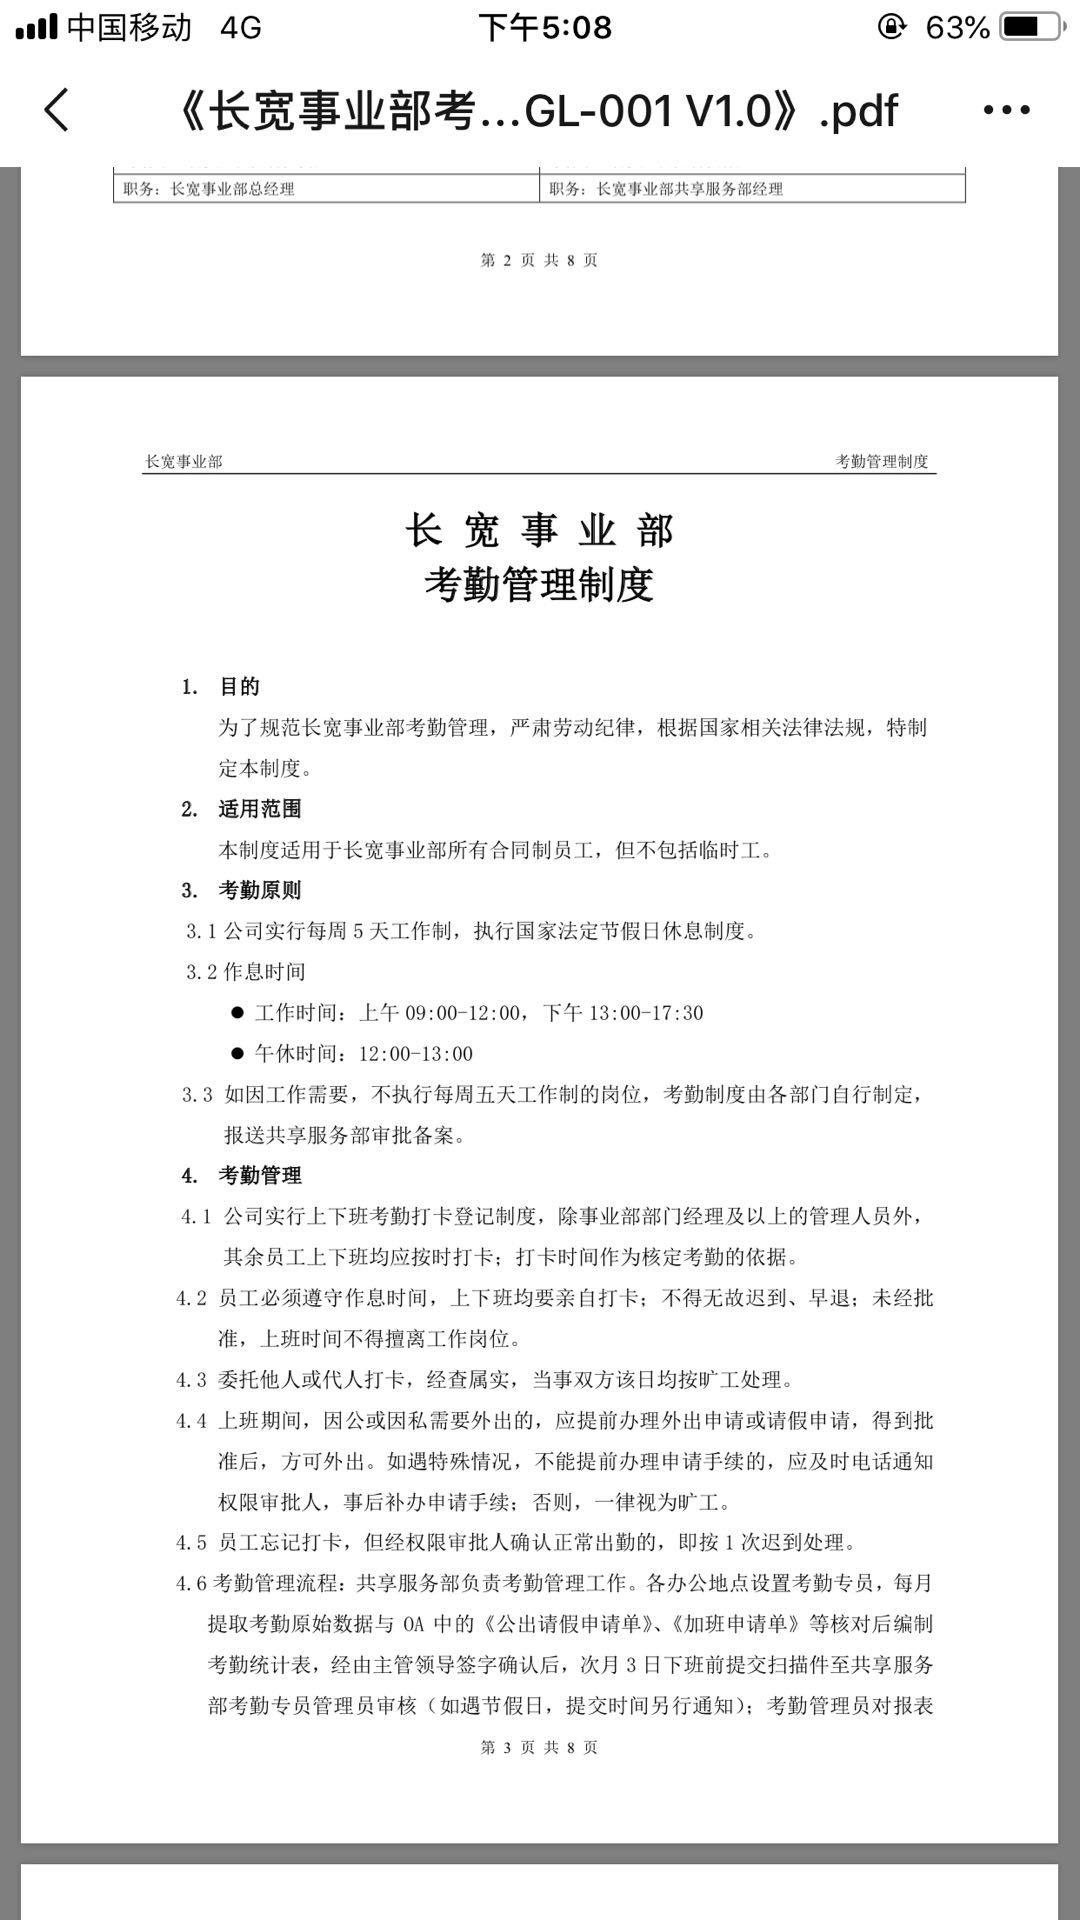 中国移动 4G 下午5:08 63%
《长宽事业部考...GL-001 V1.0》.pdf
职务：长宽事业部总经理 职务：长宽事业部共享服务部经理
第 2 页 共 8 页
长宽事业部 考勤管理制度
长 宽 事 业 部
考勤管理制度
1. 目的
为了规范长宽事业部考勤管理，严肃劳动纪律，根据国家相关法律法规，特制
定本制度。
2. 适用范围
本制度适用于长宽事业部所有合同制员工，但不包括临时工。
3. 考勤原则
3.1 公司实行每周 5 天工作制，执行国家法定节假日休息制度。
3.2 作息时间
● 工作时间：上午 09:00-12:00，下午 13:00-17:30
● 午休时间：12:00-13:00
3.3 如因工作需要，不执行每周五天工作制的岗位，考勤制度由各部门自行制定，
报送共享服务部审批备案。
4. 考勤管理
4.1 公司实行上下班考勤打卡登记制度，除事业部部门经理及以上的管理人员外，
其余员工上下班均应按时打卡；打卡时间作为核定考勤的依据。
4.2 员工必须遵守作息时间，上下班均要亲自打卡；不得无故迟到、早退；未经批
准，上班时间不得擅离工作岗位。
4.3 委托他人或代人打卡，经查属实，当事双方该日均按旷工处理。
4.4 上班期间，因公或因私需要外出的，应提前办理外出申请或请假申请，得到批
准后，方可外出。如遇特殊情况，不能提前办理申请手续的，应及时电话通知
权限审批人，事后补办申请手续；否则，一律视为旷工。
4.5 员工忘记打卡，但经权限审批人确认正常出勤的，即按 1 次迟到处理。
4.6 考勤管理流程：共享服务部负责考勤管理工作。各办公地点设置考勤专员，每月
提取考勤原始数据与 OA 中的《公出请假申请单》、《加班申请单》等核对后编制
考勤统计表，经由主管领导签字确认后，次月 3 日下班前提交扫描件至共享服务
部考勤专员管理员审核（如遇节假日，提交时间另行通知）；考勤管理员对报表
第 3 页 共 8 页